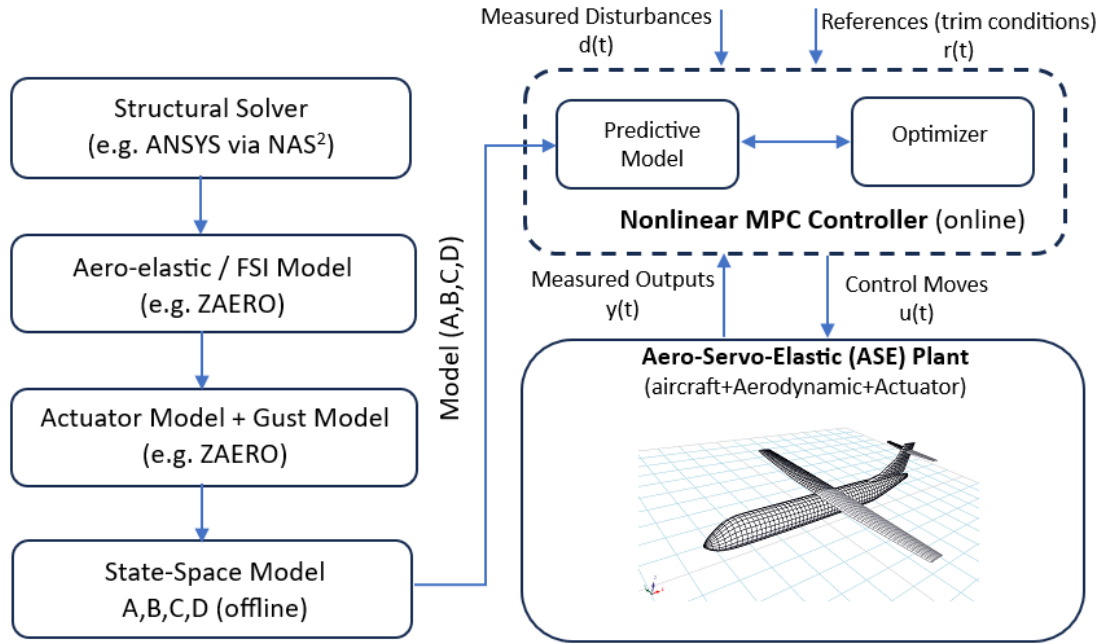 Structural Solver
(e.g. ANSYS via NAS²)
Aero-elastic / FSI Model
(e.g. ZAERO)
Actuator Model + Gust Model
(e.g. ZAERO)
State-Space Model
A,B,C,D (offline)
Model (A,B,C,D)
Measured Disturbances
d(t)
References (trim conditions)
r(t)
Predictive
Model
Optimizer
Nonlinear MPC Controller (online)
Measured Outputs
y(t)
Control Moves
u(t)
Aero-Servo-Elastic (ASE) Plant
(aircraft+Aerodynamic+Actuator)